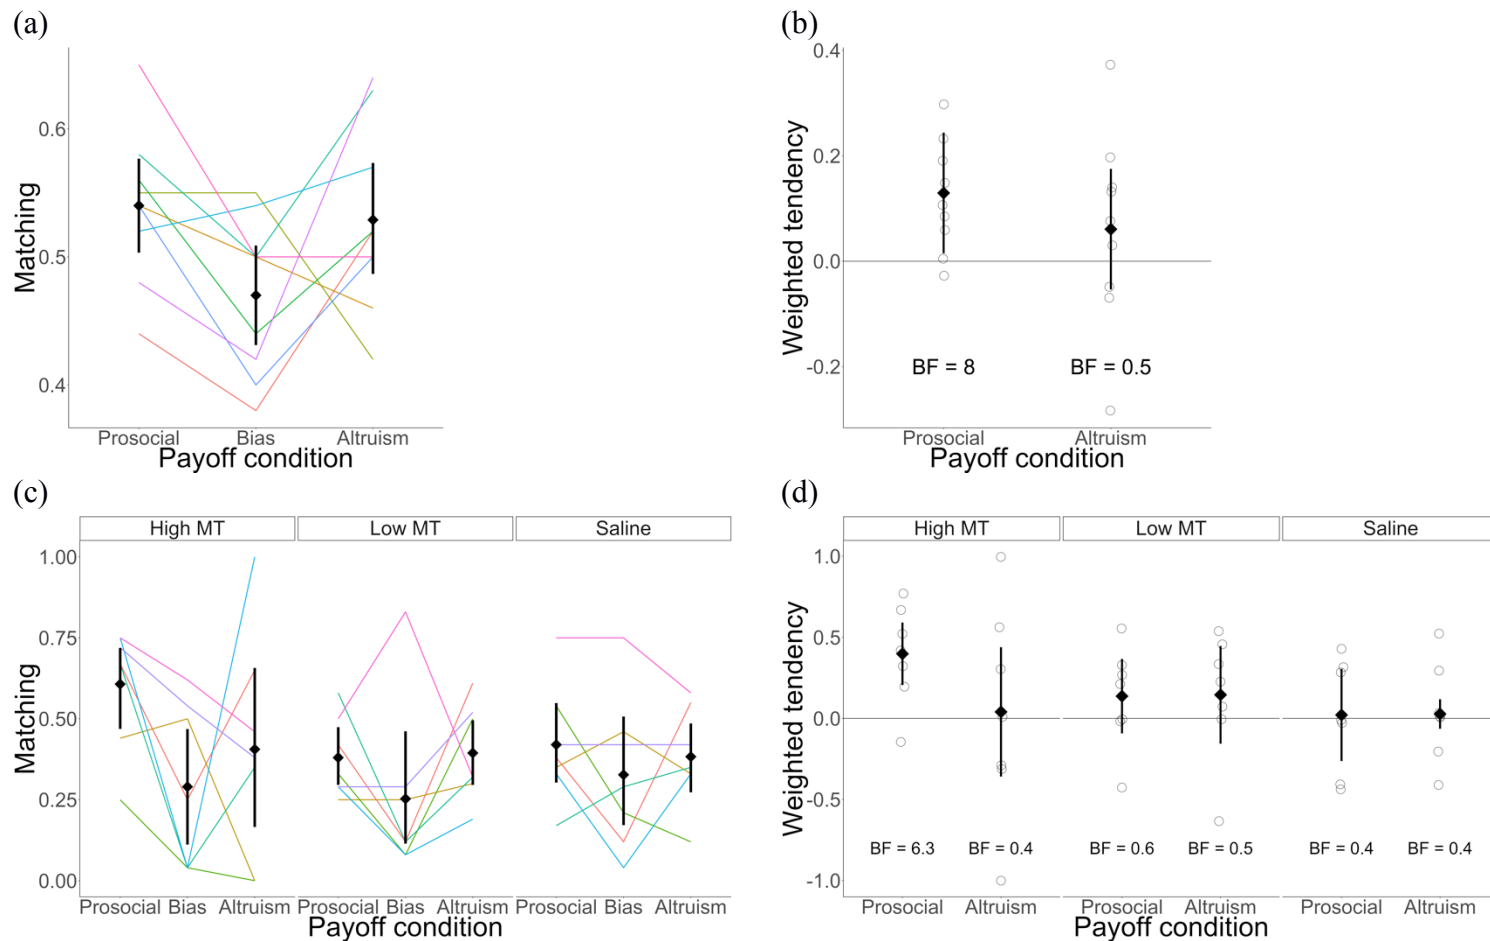 (a)
Matching
0.6
0.5
0.4
Prosocial Bias Altruism
Payoff condition
(b)
Weighted tendency
0.4
0.2
0.0
-0.2
BF = 8 BF = 0.5
Prosocial Altruism
Payoff condition
(c)
High MT Low MT Saline
Matching
1.00
0.75
0.50
0.25
0.00
Prosocial Bias Altruism Prosocial Bias Altruism Prosocial Bias Altruism
Payoff condition
(d)
High MT Low MT Saline
Weighted tendency
1.0
0.5
0.0
-0.5
-1.0
BF = 6.3 BF = 0.4 BF = 0.6 BF = 0.5 BF = 0.4 BF = 0.4
Prosocial Altruism Prosocial Altruism Prosocial Altruism
Payoff condition